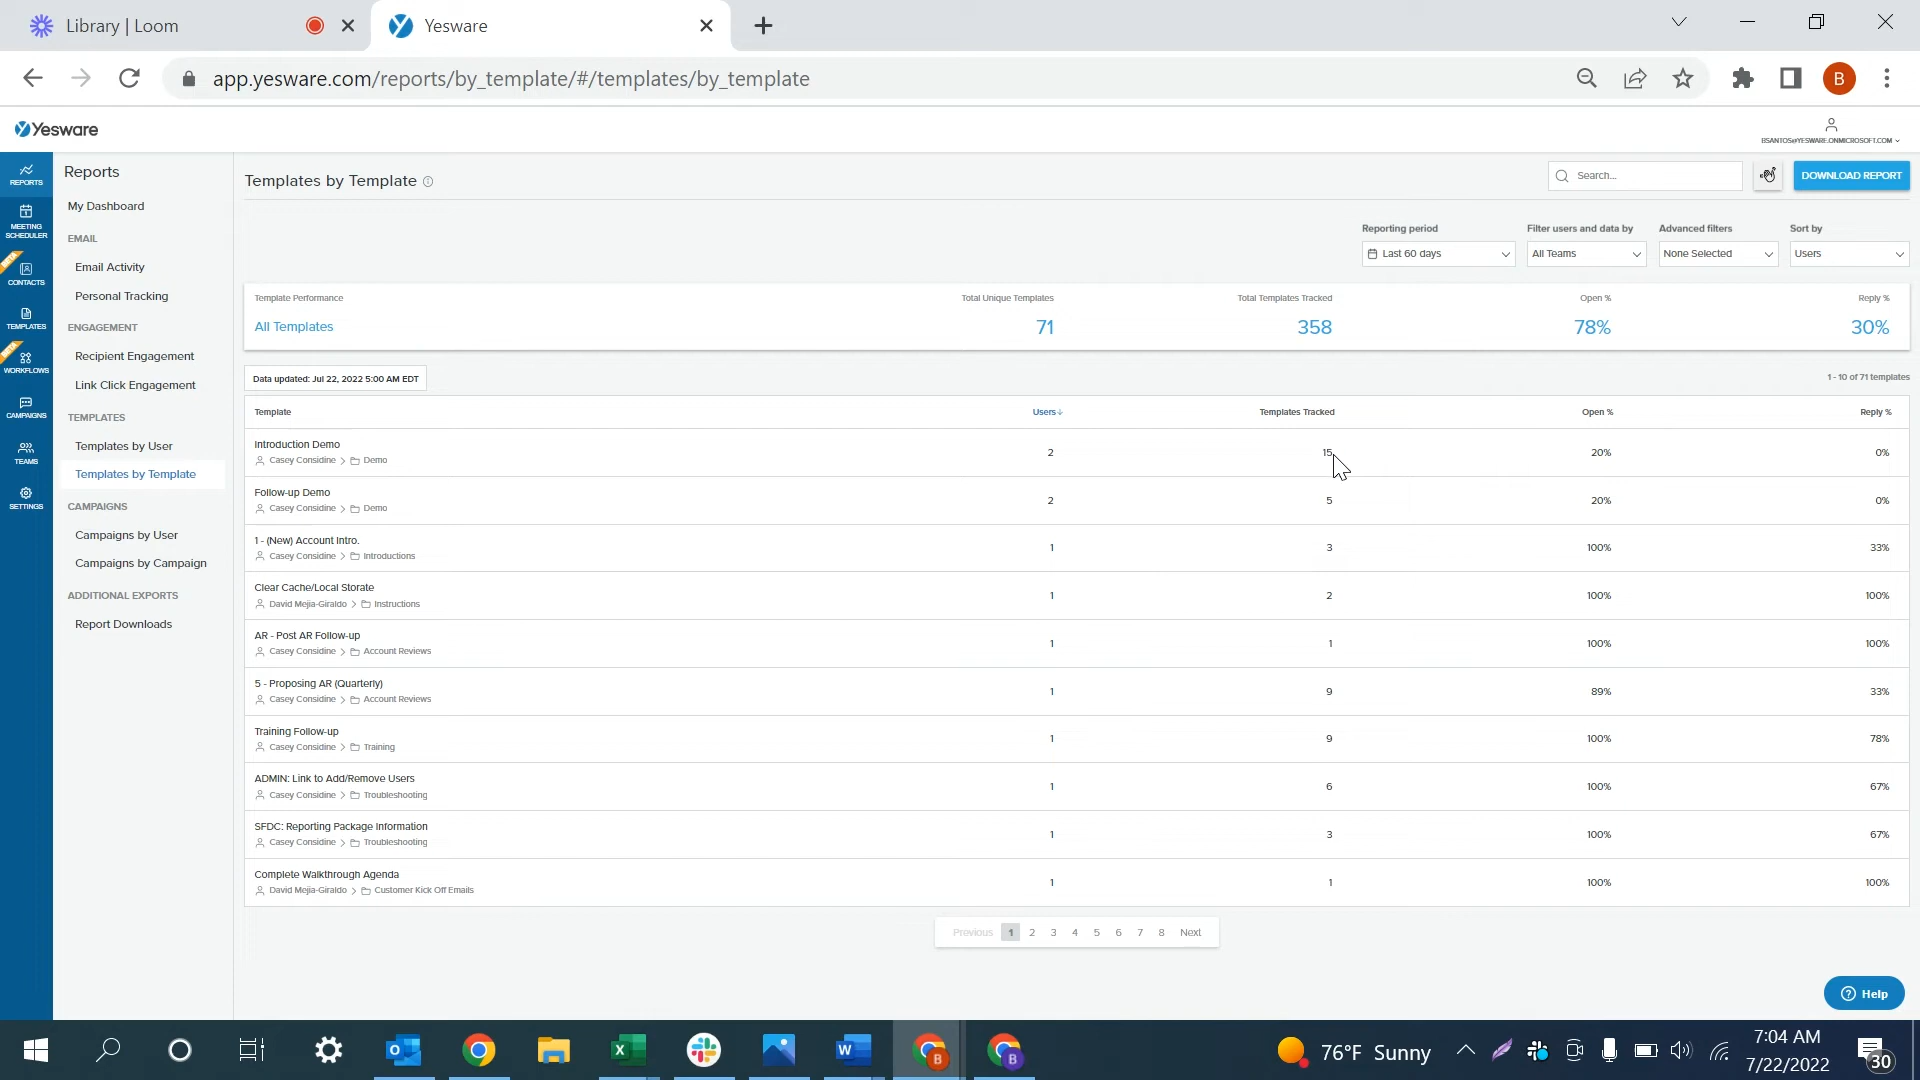 Library | Loom
Yesware
app.yesware.com/reports/by_template/#/templates/by_template
B
Yesware
BSANTOS@YESWARE.ONMICROSOFT.COM
REPORTS
MEETING SCHEDULER
BETA
CONTACTS
TEMPLATES
BETA
WORKFLOWS
CAMPAIGNS
TEAMS
SETTINGS
Reports
My Dashboard
EMAIL
Email Activity
Personal Tracking
ENGAGEMENT
Recipient Engagement
Link Click Engagement
TEMPLATES
Templates by User
Templates by Template
CAMPAIGNS
Campaigns by User
Campaigns by Campaign
ADDITIONAL EXPORTS
Report Downloads
Templates by Template
Search...
DOWNLOAD REPORT
Reporting period Filter users and data by Advanced filters Sort by
Last 60 days All Teams None Selected Users
Template Performance Total Unique Templates Total Templates Tracked Open % Reply %
All Templates 71 358 78% 30%
Data updated: Jul 22, 2022 5:00 AM EDT
1 - 10 of 71 templates
Template Users Templates Tracked Open % Reply %
Introduction Demo
Casey Considine > Demo
2 15 20% 0%
Follow-up Demo
Casey Considine > Demo
2 5 20% 0%
1 - (New) Account Intro.
Casey Considine > Introductions
1 3 100% 33%
Clear Cache/Local Storate
David Mejia-Giraldo > Instructions
1 2 100% 100%
AR - Post AR Follow-up
Casey Considine > Account Reviews
1 1 100% 100%
5 - Proposing AR (Quarterly)
Casey Considine > Account Reviews
1 9 89% 33%
Training Follow-up
Casey Considine > Training
1 9 100% 78%
ADMIN: Link to Add/Remove Users
Casey Considine > Troubleshooting
1 6 100% 67%
SFDC: Reporting Package Information
Casey Considine > Troubleshooting
1 3 100% 67%
Complete Walkthrough Agenda
David Mejia-Giraldo > Customer Kick Off Emails
1 1 100% 100%
Previous 1 2 3 4 5 6 7 8 Next
Help
76°F Sunny
7:04 AM
7/22/2022
30